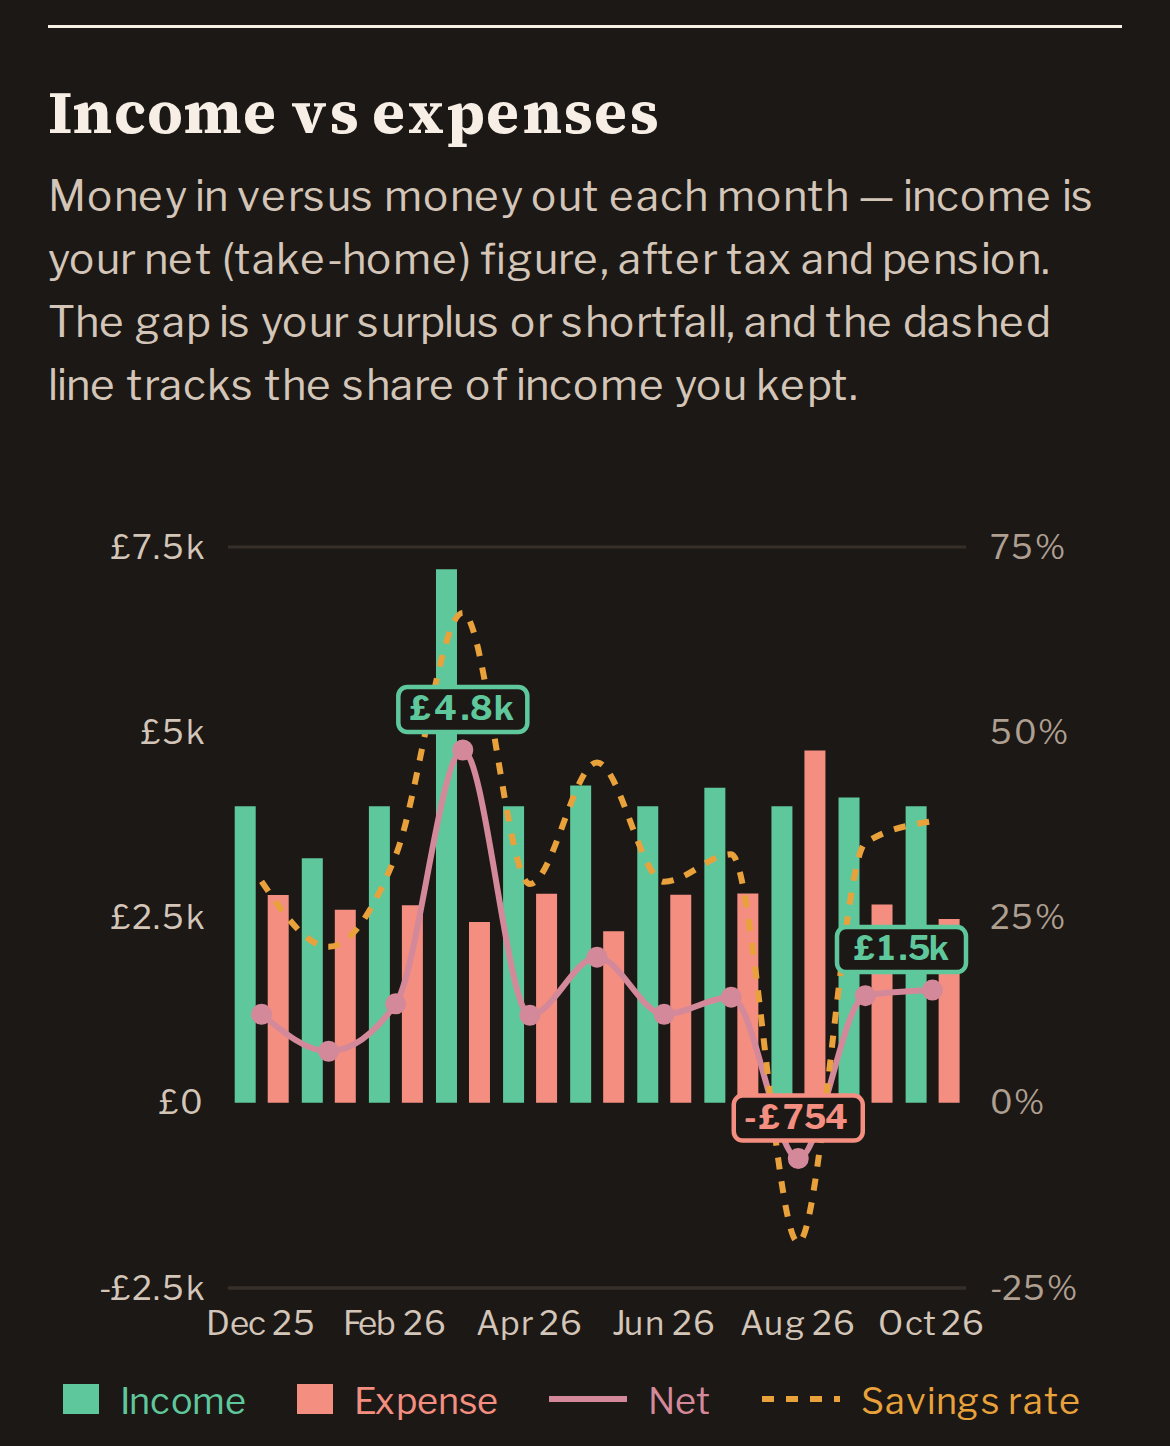 Income vs expenses
Money in versus money out each month — income is
your net (take-home) figure, after tax and pension.
The gap is your surplus or shortfall, and the dashed
line tracks the share of income you kept.
£7.5k 75%
£4.8k
£5k 50%
£2.5k 25%
£1.5k
£0 0%
-£754
-£2.5k -25%
Dec 25 Feb 26 Apr 26 Jun 26 Aug 26 Oct 26
Income Expense Net Savings rate